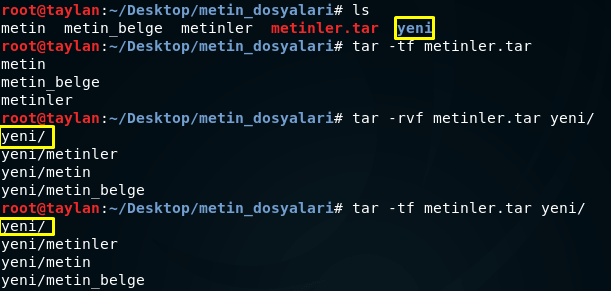 root@taylan:~/Desktop/metin_dosyalari# ls
metin  metin_belge  metinler  metinler.tar  yeni
root@taylan:~/Desktop/metin_dosyalari# tar -tf metinler.tar
metin
metin_belge
metinler
root@taylan:~/Desktop/metin_dosyalari# tar -rvf metinler.tar yeni/
yeni/
yeni/metinler
yeni/metin
yeni/metin_belge
root@taylan:~/Desktop/metin_dosyalari# tar -tf metinler.tar yeni/
yeni/
yeni/metinler
yeni/metin
yeni/metin_belge